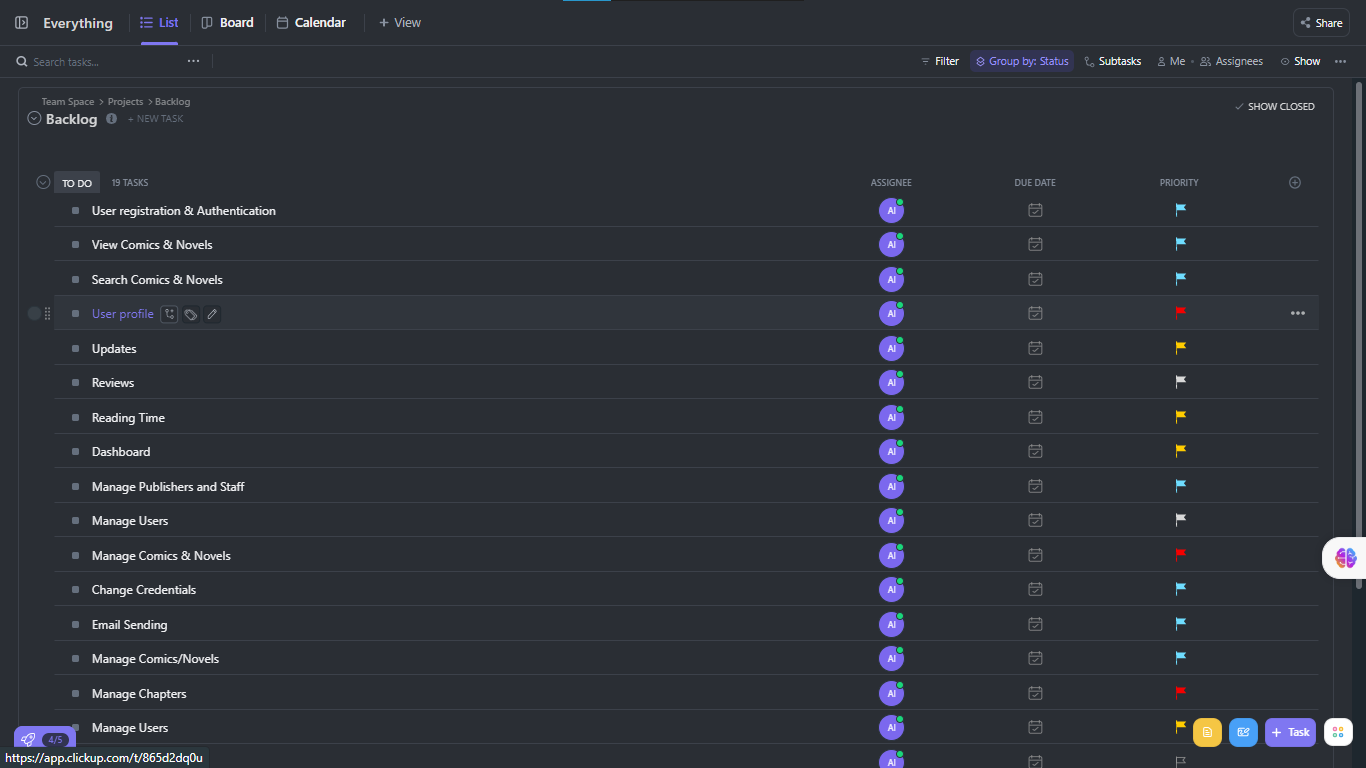 Everything List Board Calendar + View Share
Search tasks... Filter Group by: Status Subtasks Me Assignees Show
Team Space > Projects > Backlog
Backlog + NEW TASK SHOW CLOSED
TO DO 19 TASKS ASSIGNEE DUE DATE PRIORITY
User registration & Authentication AI
View Comics & Novels AI
Search Comics & Novels AI
User profile AI
Updates AI
Reviews AI
Reading Time AI
Dashboard AI
Manage Publishers and Staff AI
Manage Users AI
Manage Comics & Novels AI
Change Credentials AI
Email Sending AI
Manage Comics/Novels AI
Manage Chapters AI
Manage Users AI
4/5 + Task
AI
https://app.clickup.com/t/865d2dq0u